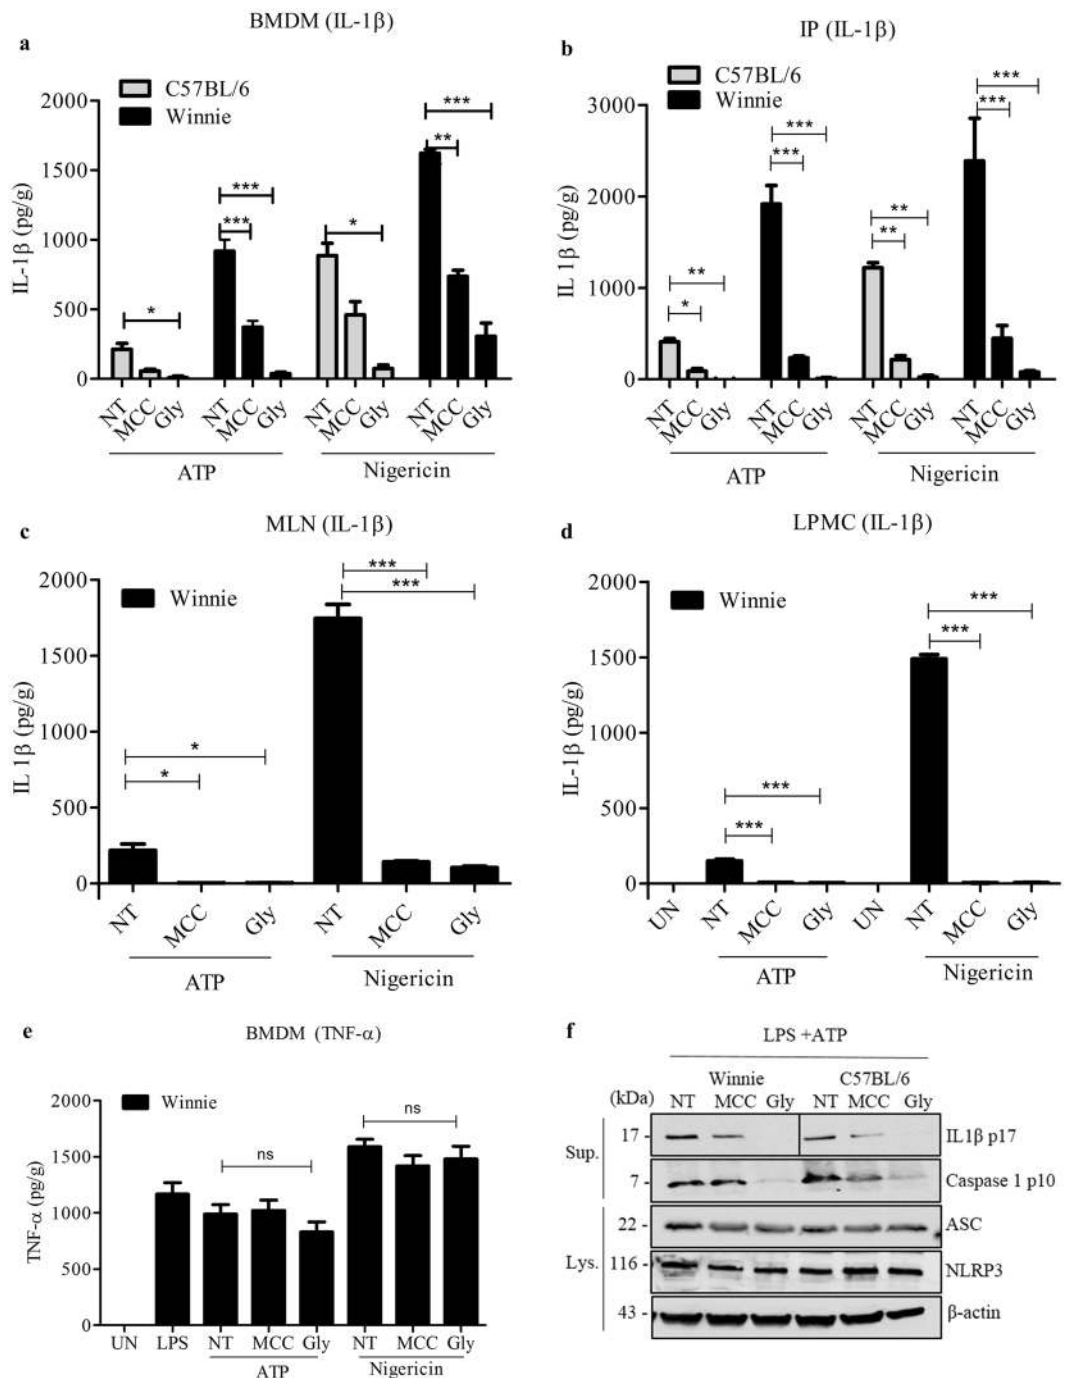 BMDM (IL-1β)
a
C57BL/6
Winnie
2000
1500
1000
500
0
IL-1β (pg/g)
*
***
***
*
**
***
NT MCC Gly NT MCC Gly NT MCC Gly NT MCC Gly
ATP Nigericin
IP (IL-1β)
b
C57BL/6
Winnie
3000
2000
1000
0
IL 1β (pg/g)
*
**
***
***
**
**
***
***
NT MCC Gly NT MCC Gly NT MCC Gly NT MCC Gly
ATP Nigericin
c
MLN (IL-1β)
Winnie
2000
1500
1000
500
0
IL 1β (pg/g)
*
*
***
***
NT MCC Gly NT MCC Gly
ATP Nigericin
d
LPMC (IL-1β)
Winnie
2000
1500
1000
500
0
IL-1β (pg/g)
***
***
***
***
UN NT MCC Gly UN NT MCC Gly
ATP Nigericin
e
BMDM (TNF-α)
Winnie
2000
1500
1000
500
0
TNF-α (pg/g)
ns
ns
UN LPS NT MCC Gly NT MCC Gly
ATP Nigericin
f
LPS +ATP
Winnie C57BL/6
(kDa) NT MCC Gly NT MCC Gly
Sup.
17 - IL1β p17
7 - Caspase 1 p10
Lys.
22 - ASC
116 - NLRP3
43 - β-actin